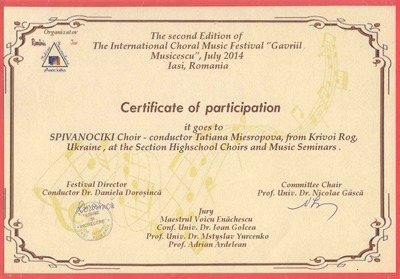 Organizator
The second Edition of
The International Choral Music Festival "Gavriil
Musicescu", July 2014
Iasi, Romania
Certificate of participation
it goes to
SPIVANOCIKI Choir - conductor Tatiana Miesropova, from Krivoi Rog,
Ukraine , at the Section Highschool Choirs and Music Seminars .
Festival Director
Conductor Dr. Daniela Doroşincă
Committee Chair
Prof. Univ. Dr. Nicolae Gâscă
Jury
Maestrul Voicu Enăchescu
Conf. Univ. Dr. Ioan Golcea
Prof. Univ. Dr. Mstyslav Yurcenko
Prof. Adrian Ardelean